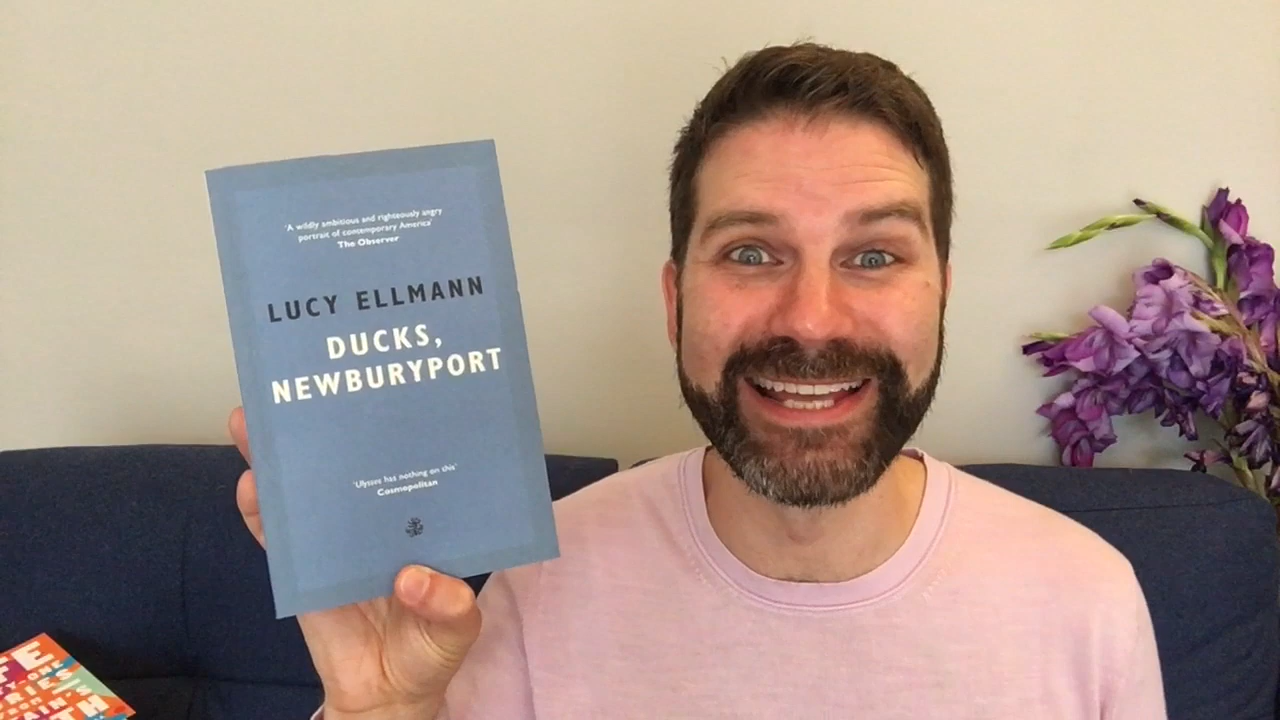 'A wildly ambitious and righteously angry
portrait of contemporary America'
The Observer
LUCY ELLMANN
DUCKS,
NEWBURYPORT
'Ulysses has nothing on this'
Cosmopolitan